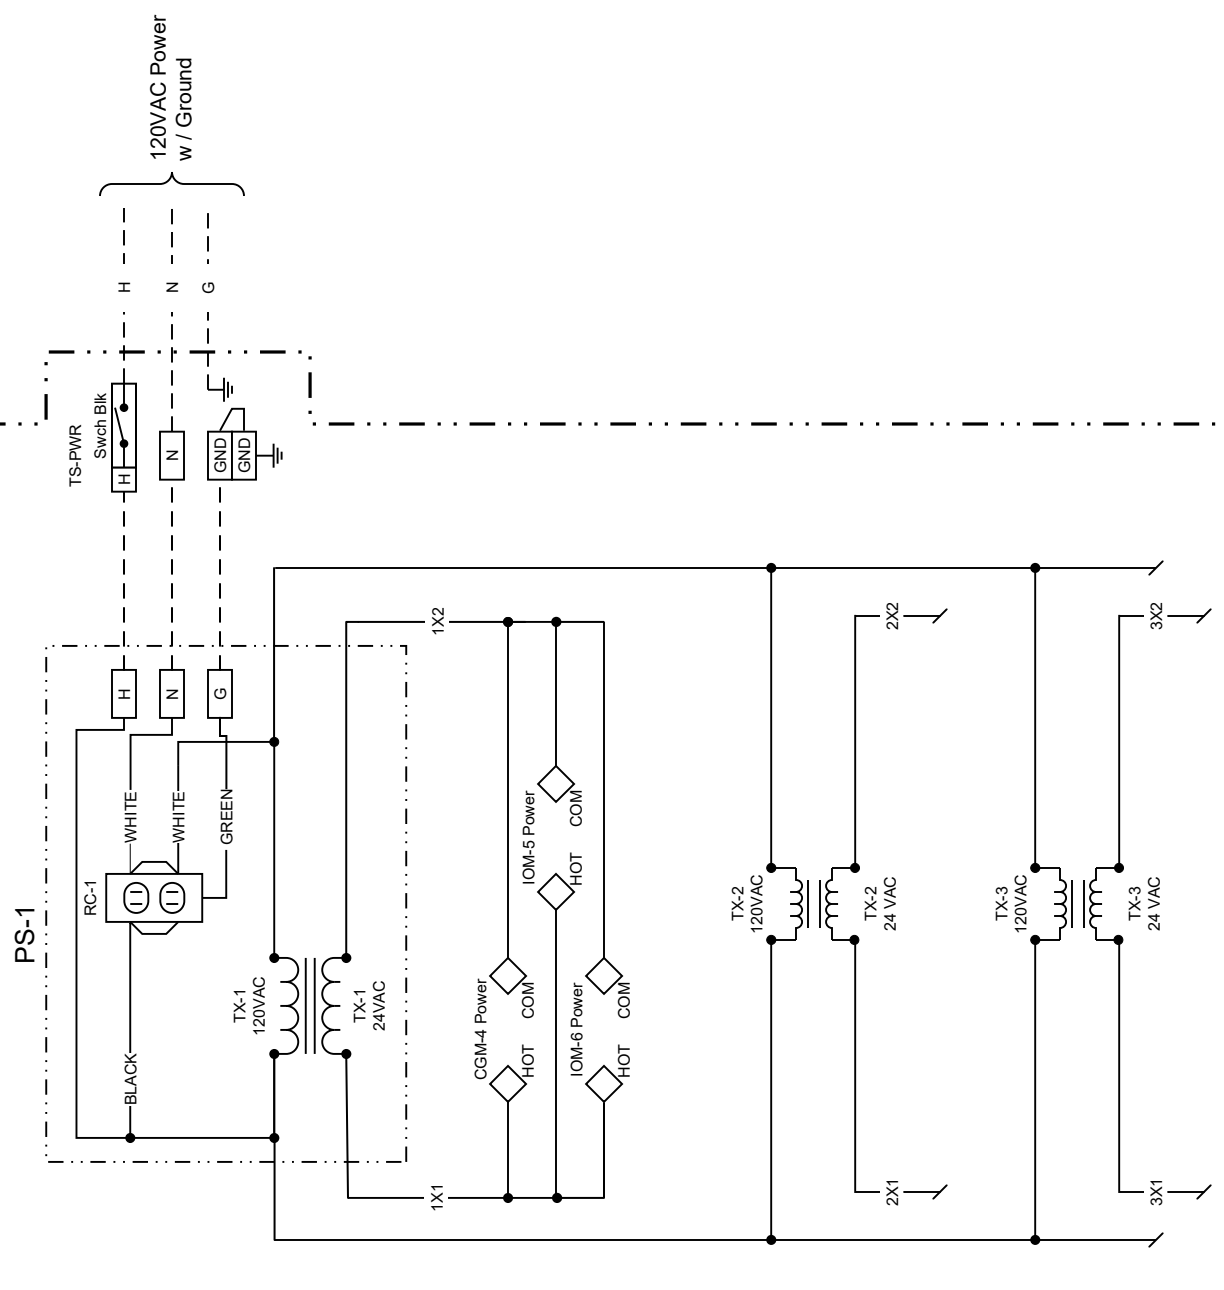 120VAC Power
w / Ground
H
N
G
TS-PWR
Swch Blk
H
N
GND
GND
PS-1
H
N
G
RC-1
WHITE
WHITE
GREEN
BLACK
TX-1
120VAC
TX-1
24VAC
1X2
1X1
CGM-4 Power
HOT
COM
IOM-5 Power
HOT
COM
IOM-6 Power
HOT
COM
TX-2
120VAC
TX-2
24 VAC
2X2
2X1
TX-3
120VAC
TX-3
24 VAC
3X2
3X1